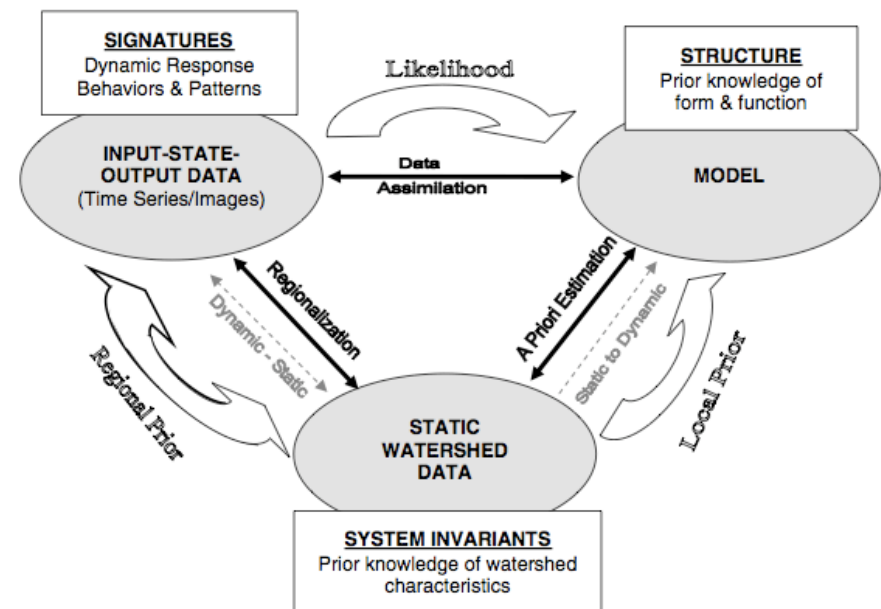 SIGNATURES
Dynamic Response
Behaviors & Patterns
Likelihood
STRUCTURE
Prior knowledge of
form & function
INPUT-STATE-
OUTPUT DATA
(Time Series/Images)
Data
Assimilation
MODEL
Regionalization
Dynamic - Static
Regional Prior
A Priori Estimation
Static to Dynamic
Local Prior
STATIC
WATERSHED
DATA
SYSTEM INVARIANTS
Prior knowledge of watershed
characteristics